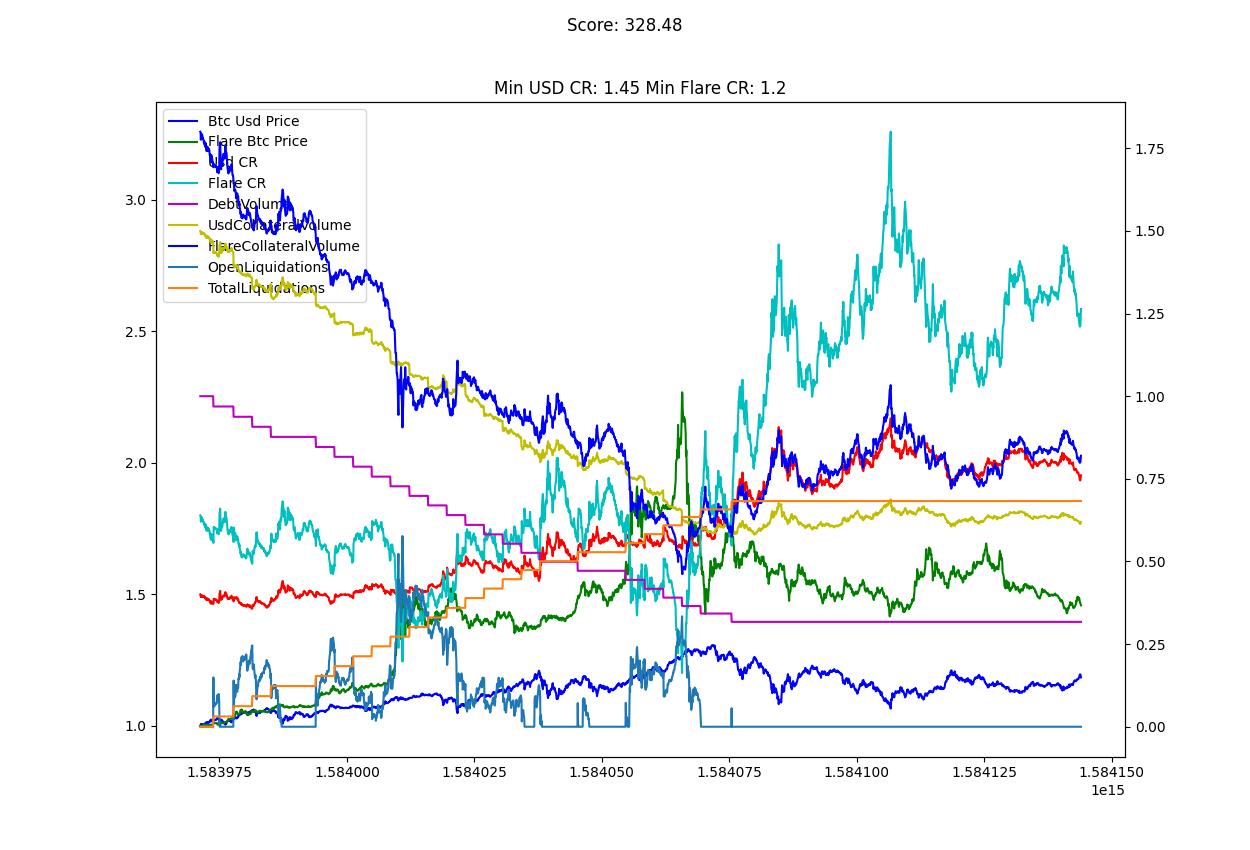 Score: 328.48
Min USD CR: 1.45 Min Flare CR: 1.2
Btc Usd Price
Flare Btc Price
Usd CR
Flare CR
DebtVolume
UsdCollateralVolume
FlareCollateralVolume
OpenLiquidations
TotalLiquidations
3.0
2.5
2.0
1.5
1.0
1.75
1.50
1.25
1.00
0.75
0.50
0.25
0.00
1.583975
1.584000
1.584025
1.584050
1.584075
1.584100
1.584125
1.584150
1e15